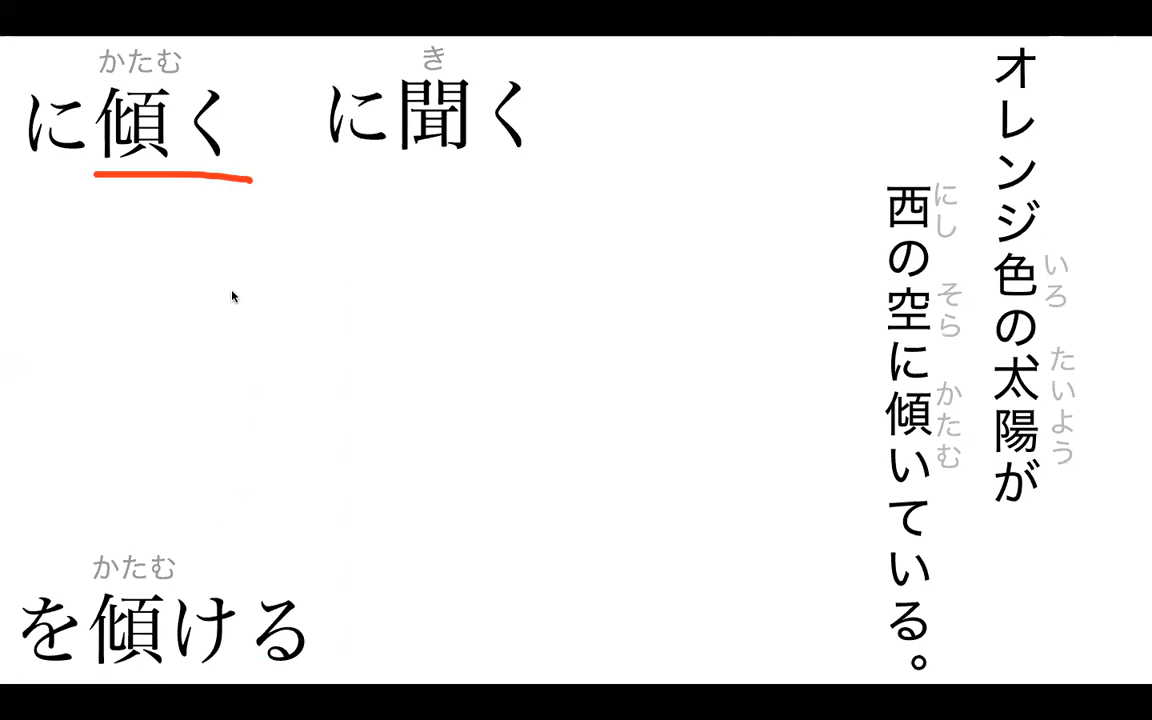 かたむ
に傾く
き
に聞く
オレンジ色の太陽が
いろ たいよう
西の空に傾いている。
にし そら かたむ
かたむ
を傾ける